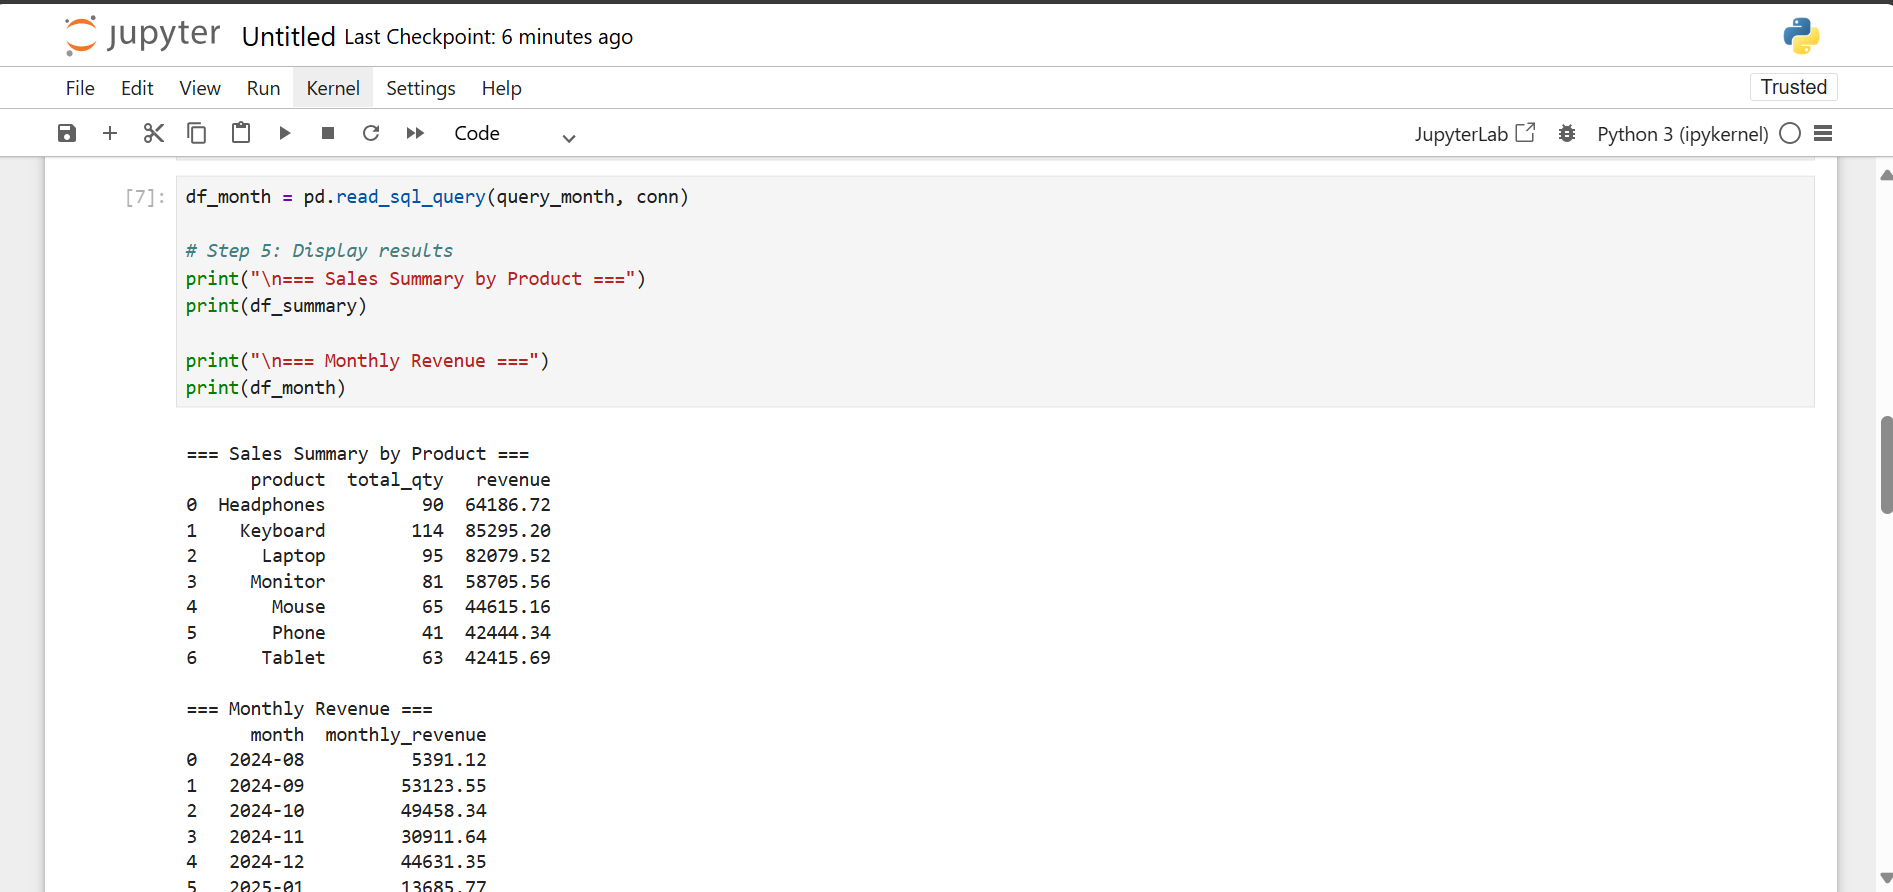 jupyter Untitled Last Checkpoint: 6 minutes ago
File Edit View Run Kernel Settings Help Trusted
Code JupyterLab Python 3 (ipykernel)
[7]: df_month = pd.read_sql_query(query_month, conn)
# Step 5: Display results
print("\n=== Sales Summary by Product ===")
print(df_summary)
print("\n=== Monthly Revenue ===")
print(df_month)
=== Sales Summary by Product ===
product total_qty revenue
0 Headphones 90 64186.72
1 Keyboard 114 85295.20
2 Laptop 95 82079.52
3 Monitor 81 58705.56
4 Mouse 65 44615.16
5 Phone 41 42444.34
6 Tablet 63 42415.69
=== Monthly Revenue ===
month monthly_revenue
0 2024-08 5391.12
1 2024-09 53123.55
2 2024-10 49458.34
3 2024-11 30911.64
4 2024-12 44631.35
5 2025-01 13685.77